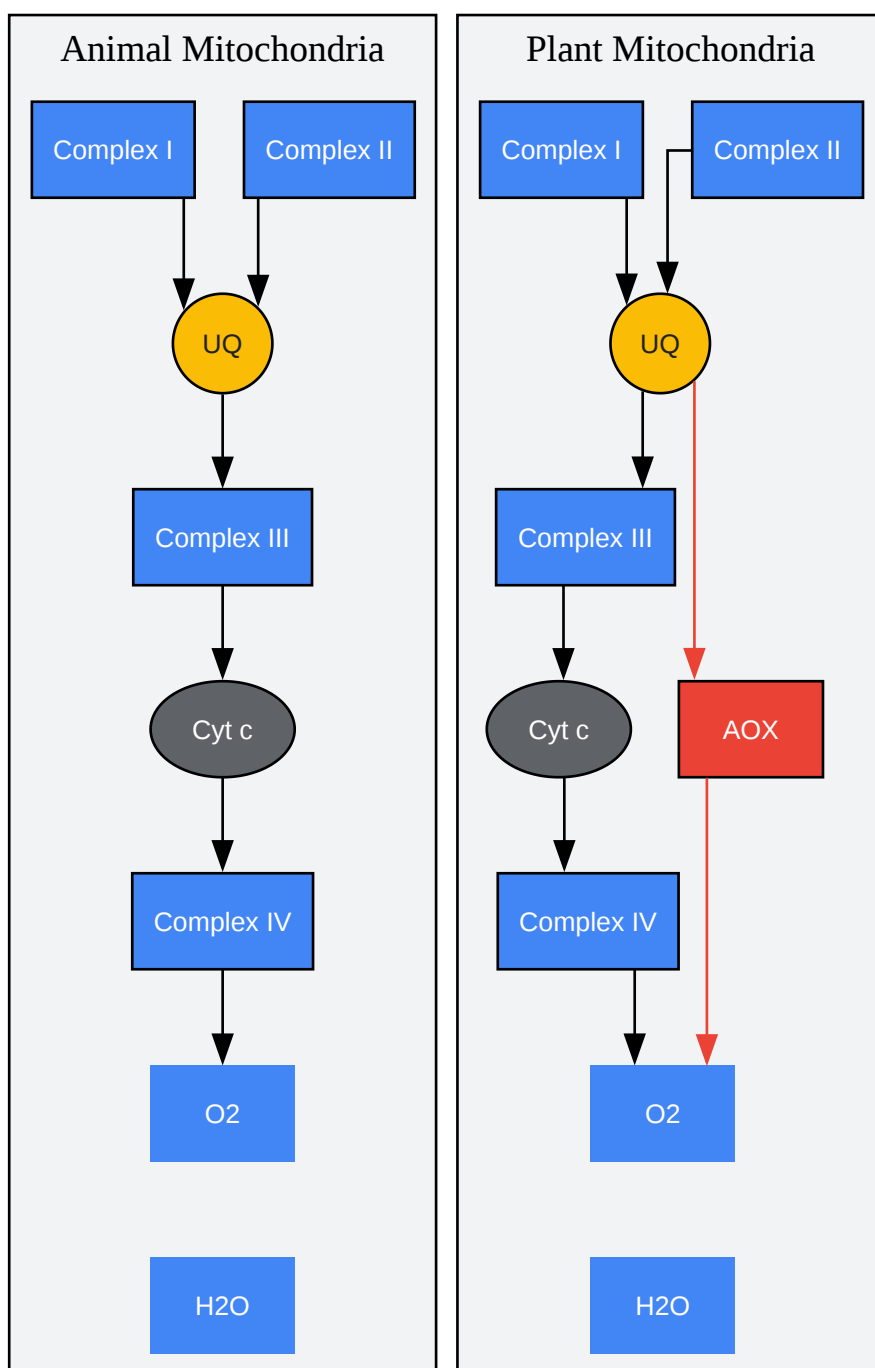 Animal Mitochondria
Complex I
Complex II
UQ
Complex III
Cyt c
Complex IV
O2
H2O
Plant Mitochondria
Complex I
Complex II
UQ
Complex III
Cyt c
AOX
Complex IV
O2
H2O